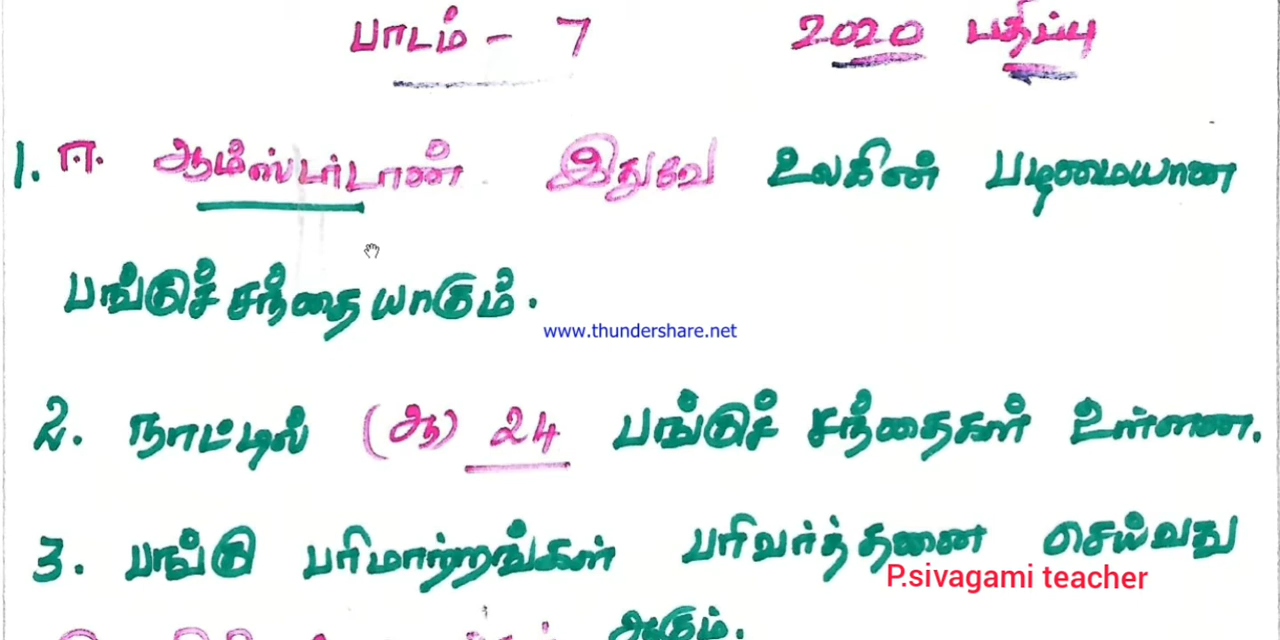 பாடம் - 7 2020 பதிப்பு
1. ஈ. ஆம்ஸ்டர்டாண் இதுவே உலகின் படிமையான
பங்குச் சந்தையாகும்.
www.thundershare.net
2. நாட்டில் (ஆ) 24 பங்குச் சந்தைகள் உள்ளன.
3. பங்கு பரிமாற்றங்கள் பரிவர்த்தனை செய்வது
P.sivagami teacher
ஆகும்.